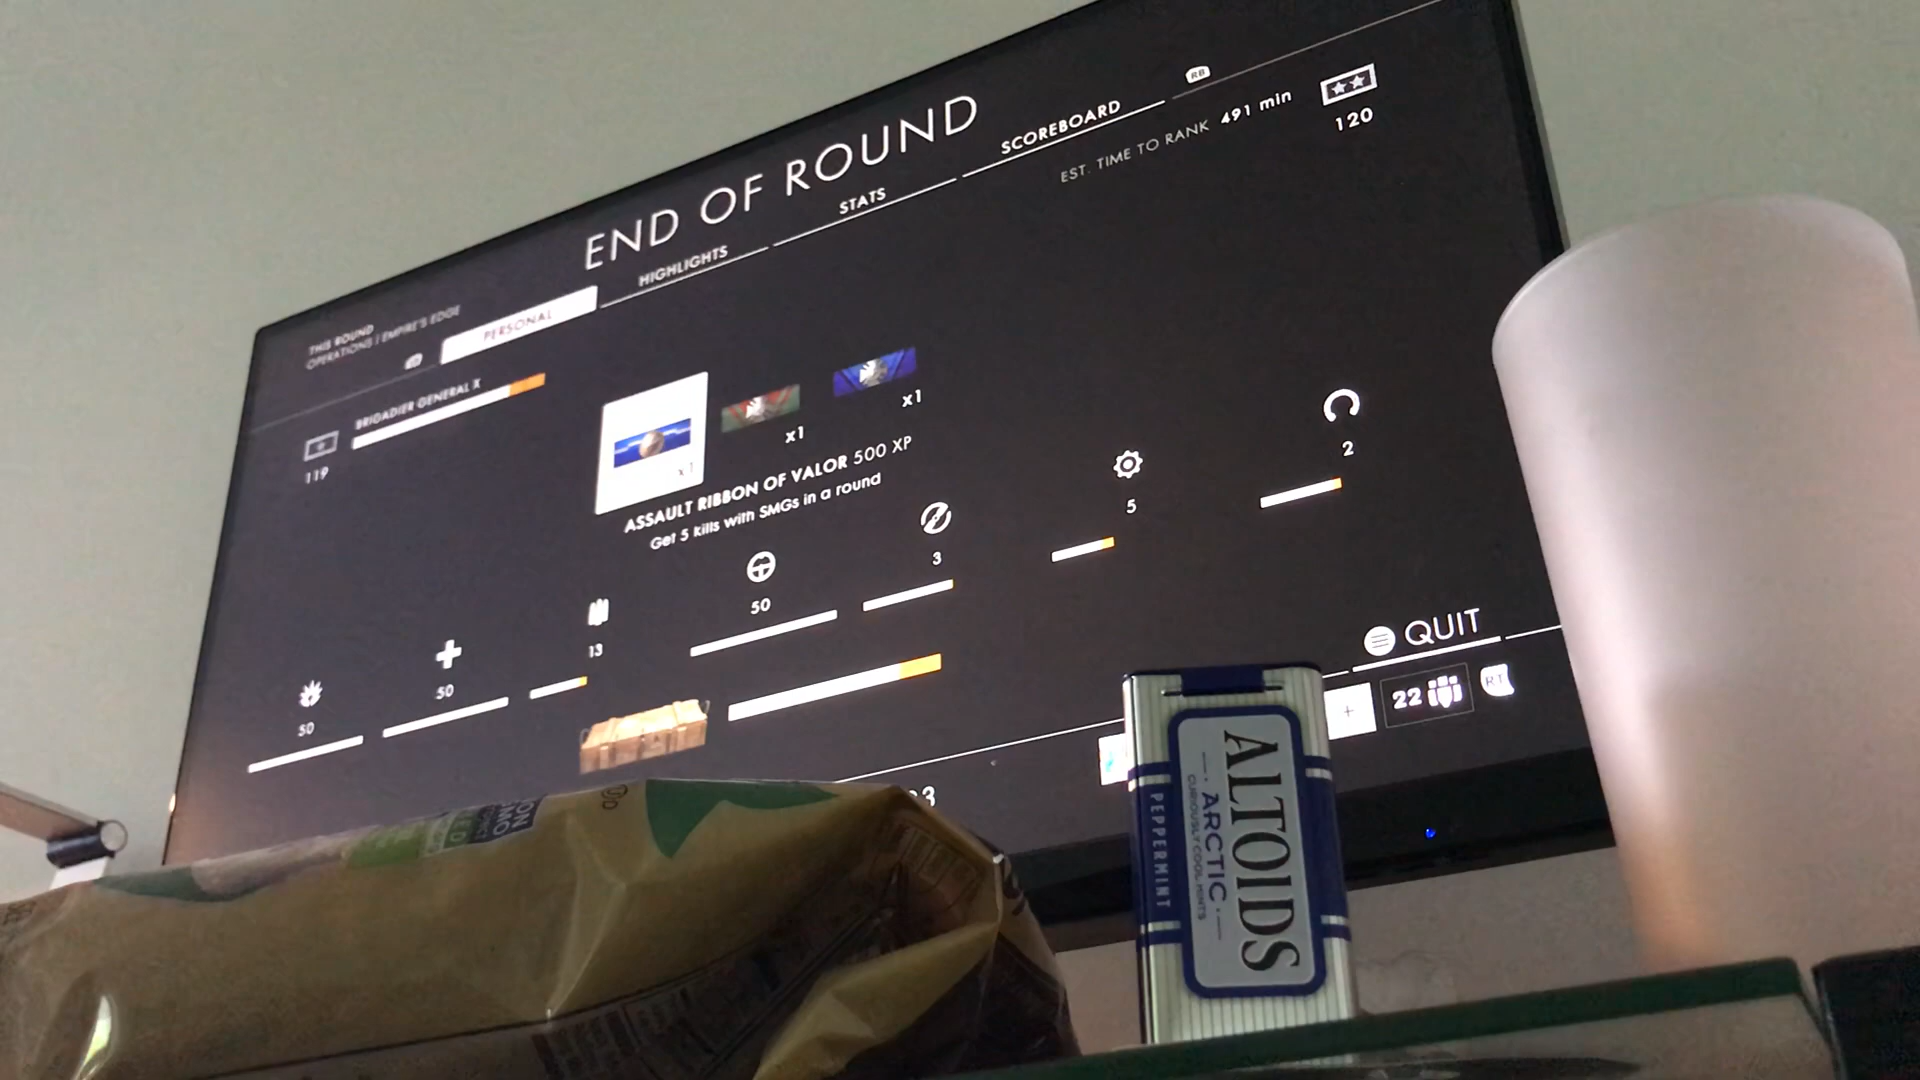 END OF ROUND
RB
THIS ROUND
OPERATIONS | EMPIRE'S EDGE
PERSONAL
HIGHLIGHTS
STATS
SCOREBOARD
EST. TIME TO RANK 491 min
120
BRIGADIER GENERAL X
119
x1
x1
x1
ASSAULT RIBBON OF VALOR 500 XP
Get 5 kills with SMGs in a round
50
50
13
50
3
5
2
QUIT
+
22
RT
3
ALTOIDS
ARCTIC
CURIOUSLY COOL MINTS
PEPPERMINT